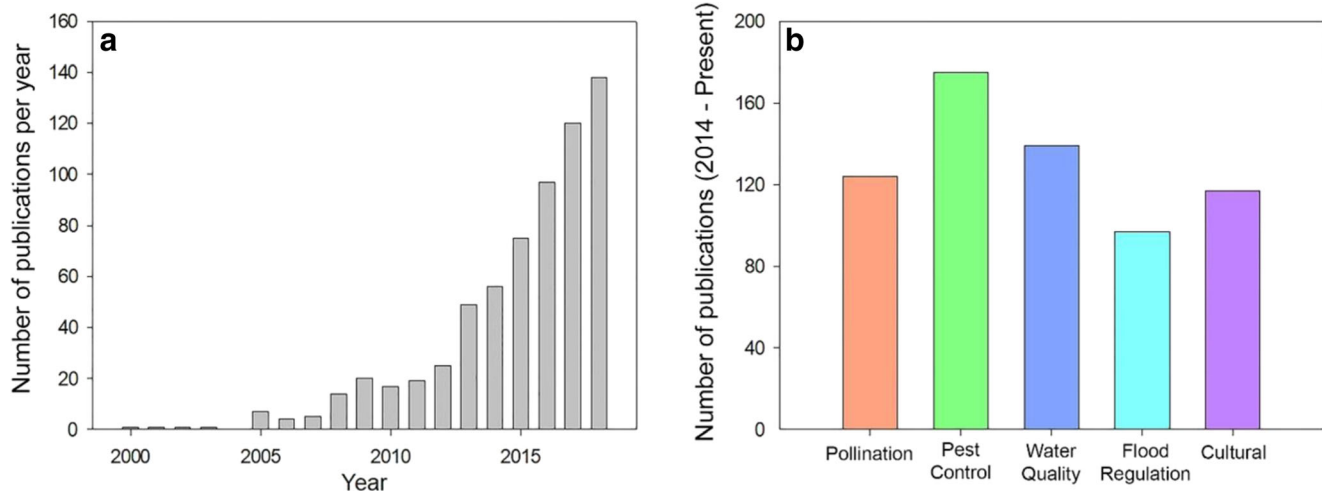 a
Number of publications per year
160
140
120
100
80
60
40
20
0
2000
2005
2010
2015
Year
b
Number of publications (2014 - Present)
200
160
120
80
40
0
Pollination
Pest
Control
Water
Quality
Flood
Regulation
Cultural